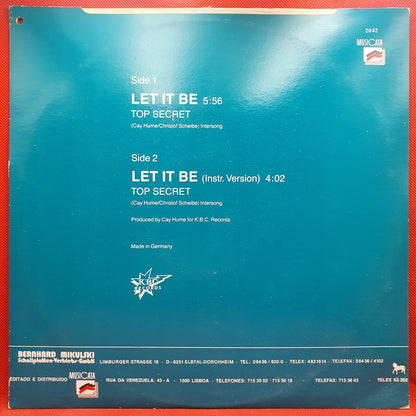 2042
MUSICATA
Side 1
LET IT BE 5:56
TOP SECRET
(Cay Hume/Christof Scheibe) Intersong
Side 2
LET IT BE (Instr. Version) 4:02
TOP SECRET
(Cay Hume/Christof Scheibe) Intersong
Produced by Cay Hume for K.B.C. Records
Made in Germany
KBC
RECORDS
BERNHARD MIKULSKI
Schallplatten-Vertriebs-GmbH
LIMBURGER STRASSE 18 - D-6251 ELBTAL-DORCHHEIM - TEL.: 06436 / 602-0 - TELEX: 4821614 - TELEFAX: 06436 / 4102
EDITADO E DISTRIBUIDO MUSICATA RUA DA VENEZUELA, 43-A - 1500 LISBOA - TELEFONES: 715 39 02 - 715 36 18 TELEFAX: 715 36 43 TELEX 63 362